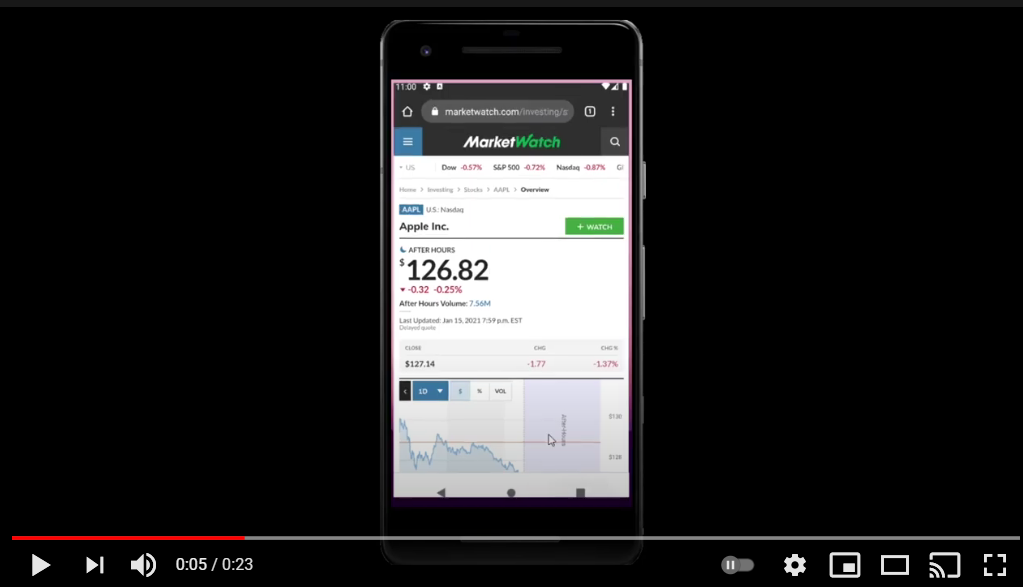 11:00
marketwatch.com/investing/s
1
MarketWatch
US Dow -0.57% S&P 500 -0.72% Nasdaq -0.87%
Home > Investing > Stocks > AAPL > Overview
AAPL U.S.: Nasdaq
Apple Inc.
+ WATCH
AFTER HOURS
$126.82
-0.32 -0.25%
After Hours Volume: 7.56M
Last Updated: Jan 15, 2021 7:59 p.m. EST
Delayed quote
CLOSE CHG CHG %
$127.14 -1.77 -1.37%
1D $ % VOL
AFTER HOURS
$130
0:05 / 0:23